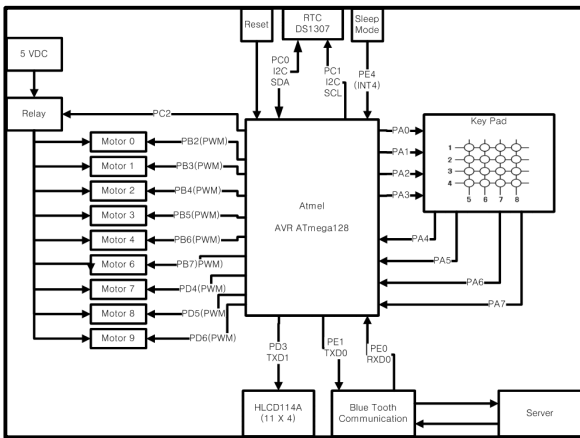 Reset
RTC
DS1307
Sleep
Mode
5 VDC
PC0
I2C
SDA
PC1
I2C
SCL
PE4
(INT4)
Relay
PC2
Key Pad
PA0
PA1
PA2
PA3
1
2
3
4
5 6 7 8
Motor 0
PB2(PWM)
Motor 1
PB3(PWM)
Motor 2
PB4(PWM)
Motor 3
PB5(PWM)
Motor 4
PB6(PWM)
Motor 6
PB7)PWM)
Motor 7
PD4(PWM)
Motor 8
PD5(PWM)
Motor 9
PD6(PWM)
Atmel
AVR ATmega128
PA4
PA5
PA6
PA7
PD3
TXD1
PE1
TXD0
PE0
RXD0
HLCD114A
(11 X 4)
Blue Tooth
Communication
Server